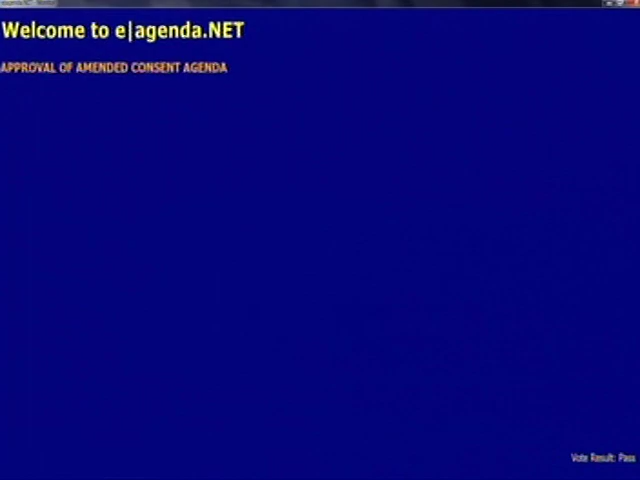 Welcome to e|agenda.NET
APPROVAL OF AMENDED CONSENT AGENDA
Vote Result: Pass